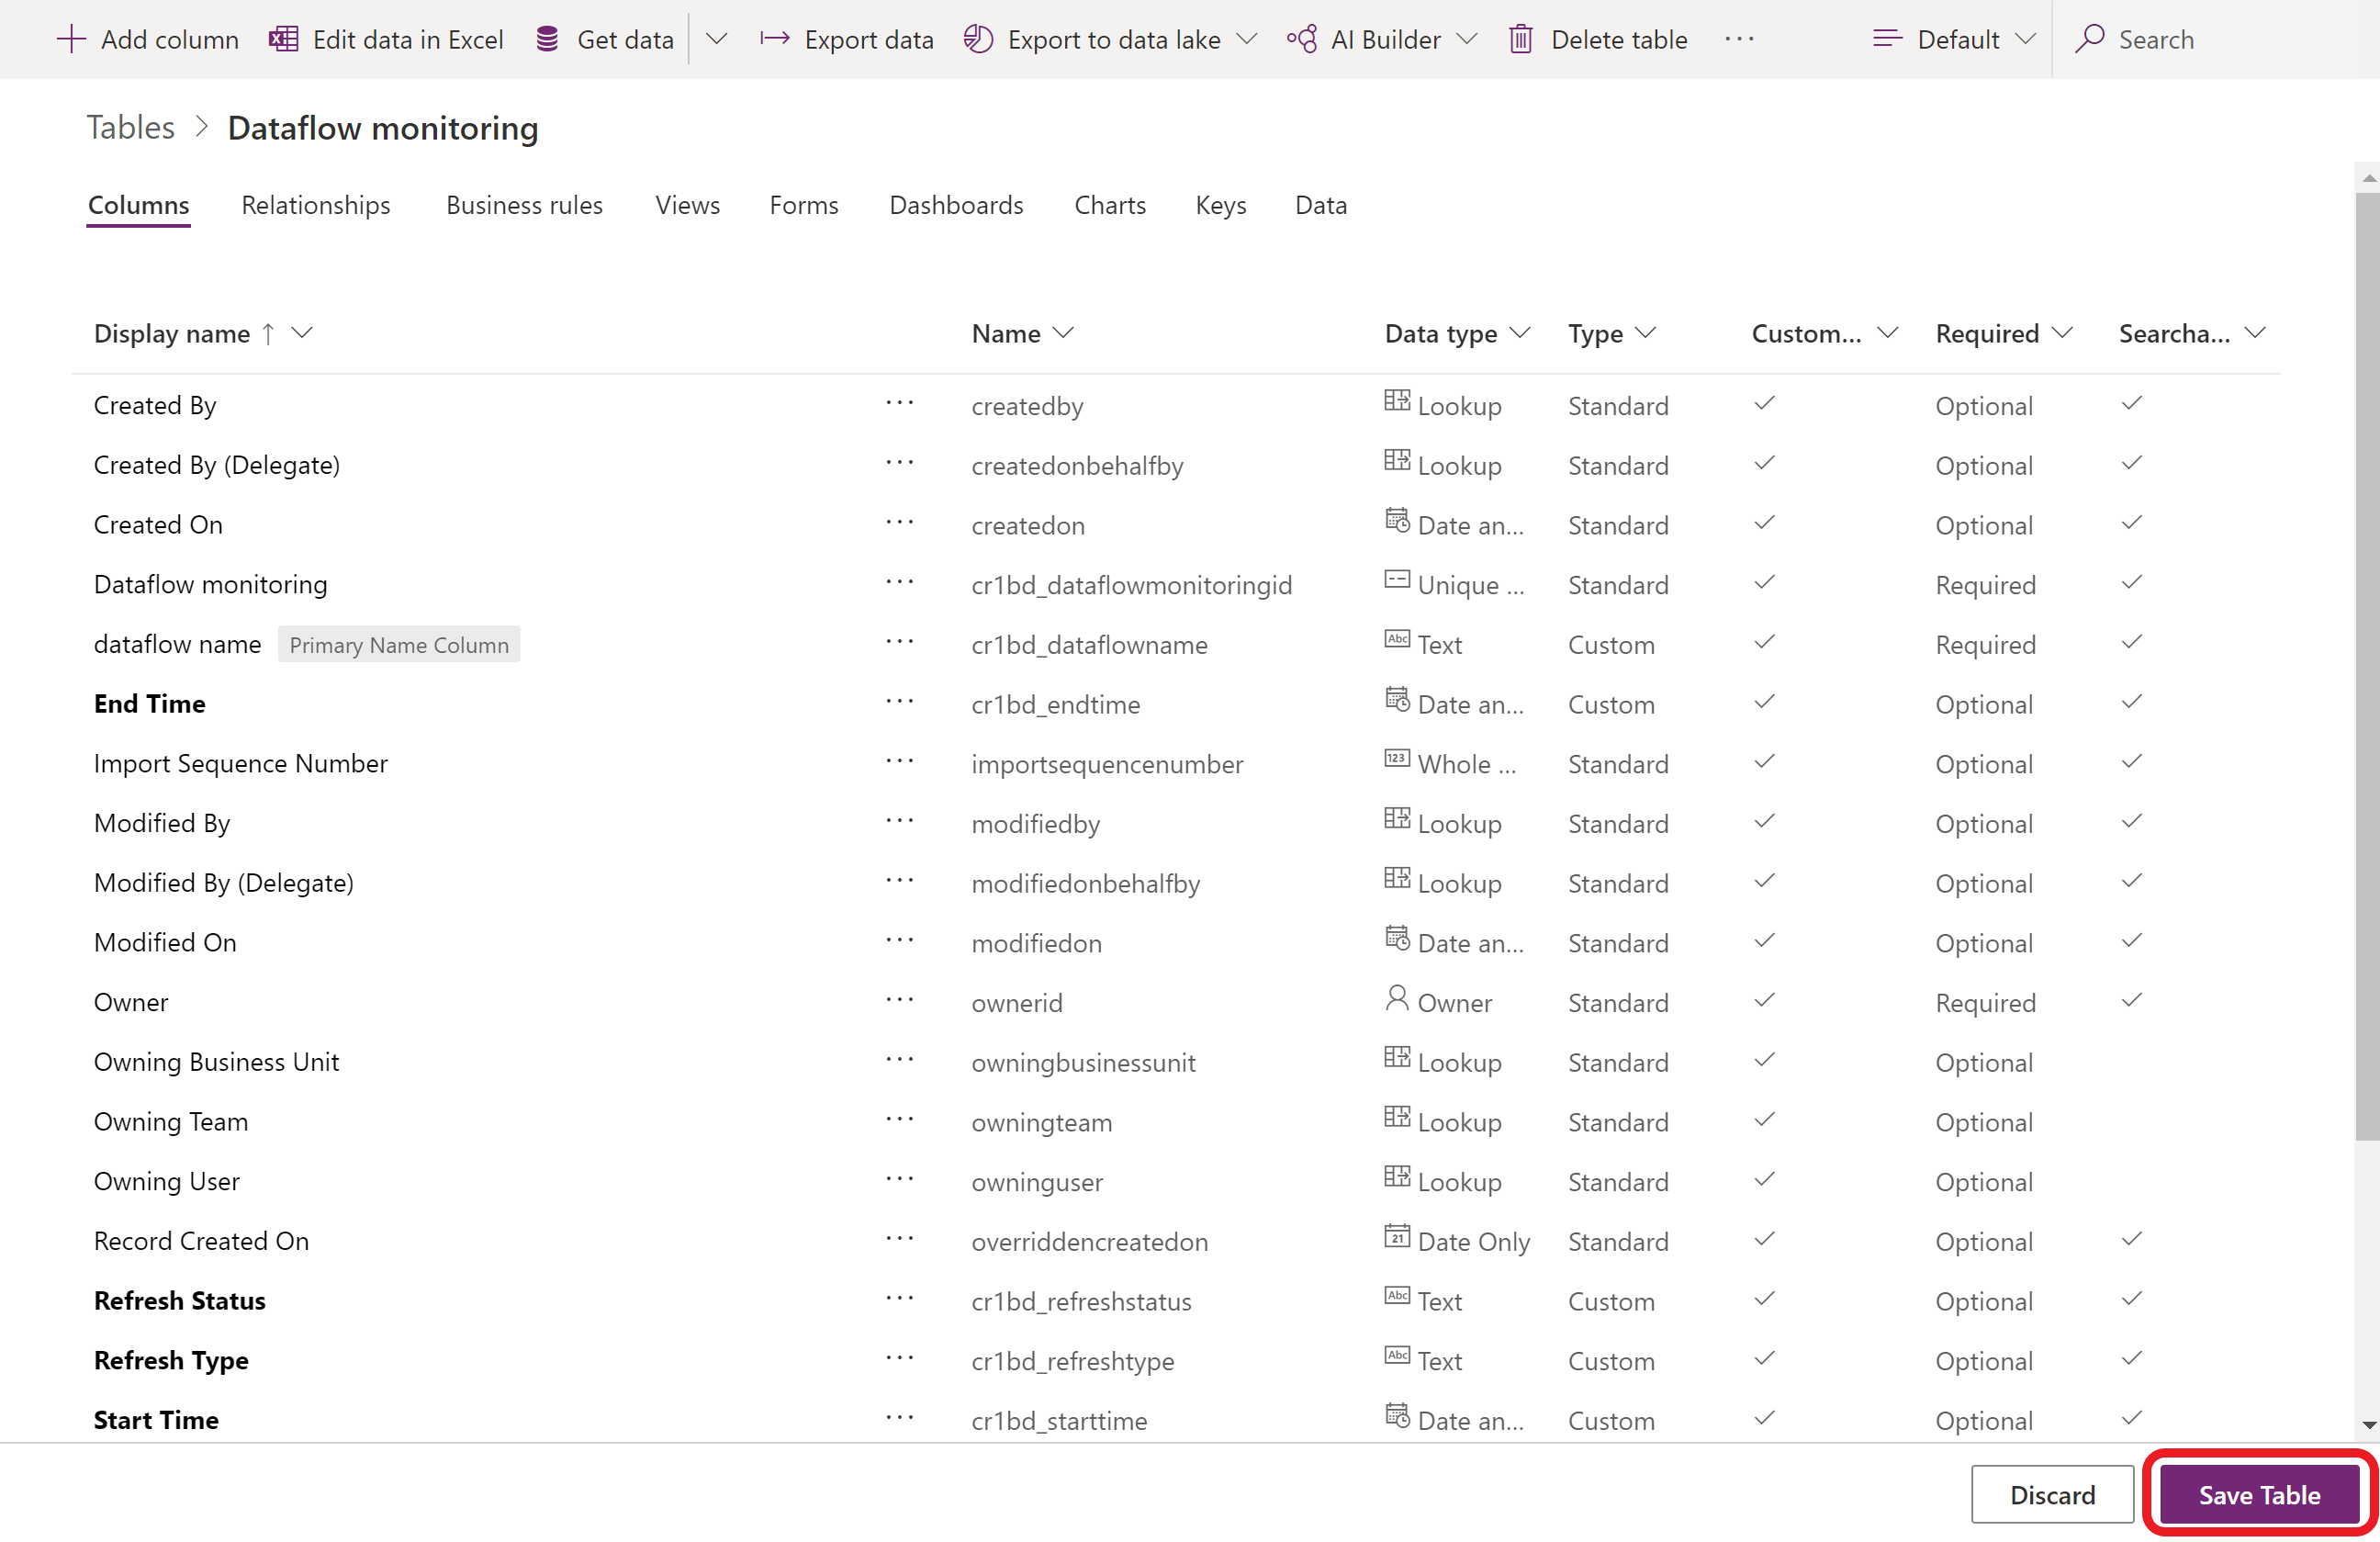 Add column Edit data in Excel Get data Export data Export to data lake AI Builder Delete table ... Default Search
Tables > Dataflow monitoring
Columns Relationships Business rules Views Forms Dashboards Charts Keys Data
Display name ↑ Name Data type Type Custom... Required Searcha...
Created By ... createdby Lookup Standard Optional
Created By (Delegate) ... createdonbehalfby Lookup Standard Optional
Created On ... createdon Date an... Standard Optional
Dataflow monitoring ... cr1bd_dataflowmonitoringid Unique ... Standard Required
dataflow name Primary Name Column ... cr1bd_dataflowname Abc Text Custom Required
End Time ... cr1bd_endtime Date an... Custom Optional
Import Sequence Number ... importsequencenumber 123 Whole ... Standard Optional
Modified By ... modifiedby Lookup Standard Optional
Modified By (Delegate) ... modifiedonbehalfby Lookup Standard Optional
Modified On ... modifiedon Date an... Standard Optional
Owner ... ownerid Owner Standard Required
Owning Business Unit ... owningbusinessunit Lookup Standard Optional
Owning Team ... owningteam Lookup Standard Optional
Owning User ... owninguser Lookup Standard Optional
Record Created On ... overriddencreatedon 21 Date Only Standard Optional
Refresh Status ... cr1bd_refreshstatus Abc Text Custom Optional
Refresh Type ... cr1bd_refreshtype Abc Text Custom Optional
Start Time ... cr1bd_starttime Date an... Custom Optional
Discard Save Table